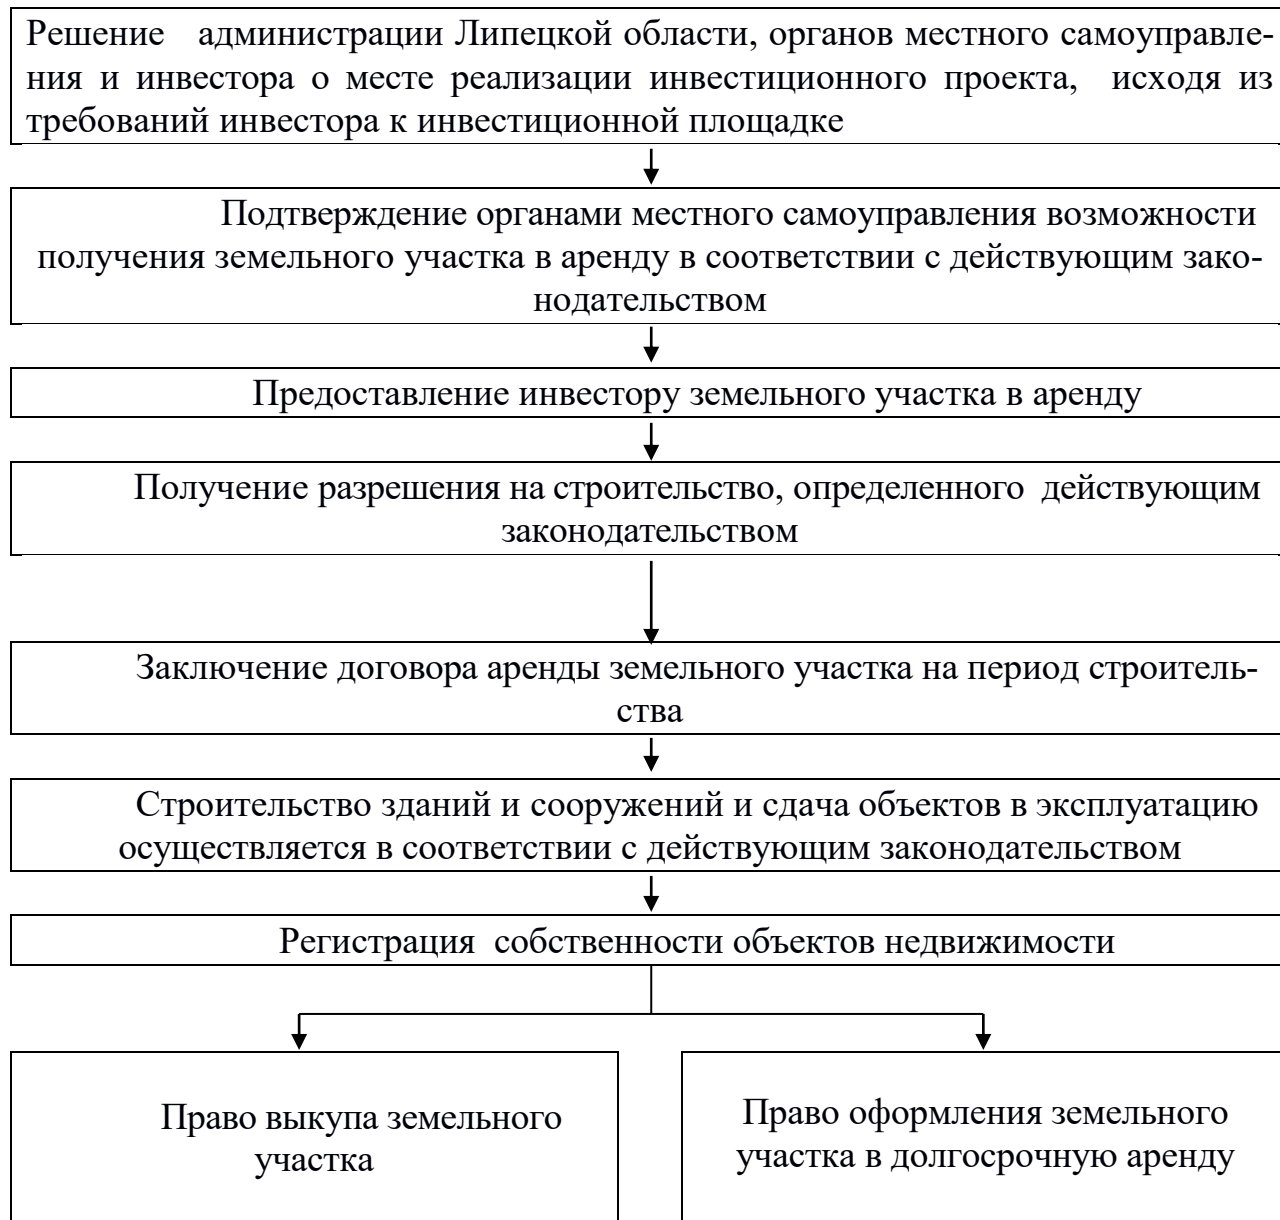 Решение администрации Липецкой области, органов местного самоуправле-
ния и инвестора о месте реализации инвестиционного проекта, исходя из
требований инвестора к инвестиционной площадке
Подтверждение органами местного самоуправления возможности
получения земельного участка в аренду в соответствии с действующим зако-
нодательством
Предоставление инвестору земельного участка в аренду
Получение разрешения на строительство, определенного действующим
законодательством
Заключение договора аренды земельного участка на период строитель-
ства
Строительство зданий и сооружений и сдача объектов в эксплуатацию
осуществляется в соответствии с действующим законодательством
Регистрация собственности объектов недвижимости
Право выкупа земельного
участка
Право оформления земельного
участка в долгосрочную аренду